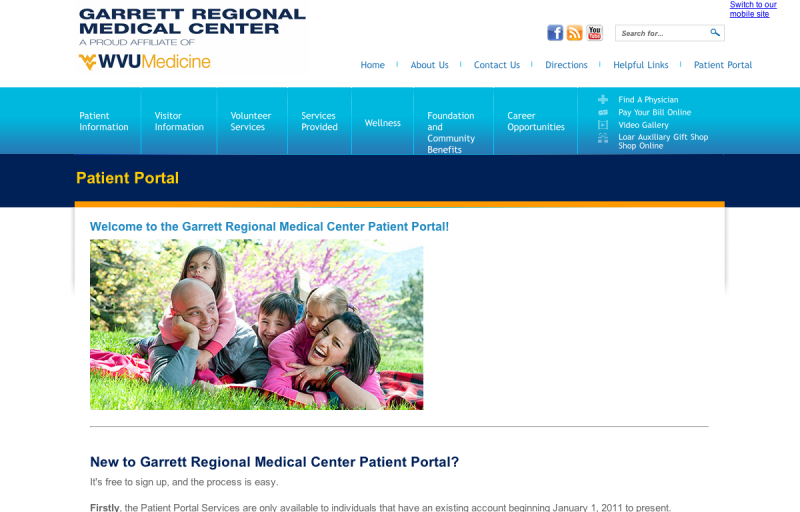 Switch to our
mobile site
GARRETT REGIONAL
MEDICAL CENTER
A PROUD AFFILIATE OF
WVUMedicine
You
Tube
Search for...
Home
About Us
Contact Us
Directions
Helpful Links
Patient Portal
Patient
Information
Visitor
Information
Volunteer
Services
Services
Provided
Wellness
Foundation
and
Community
Benefits
Career
Opportunities
Find A Physician
Pay Your Bill Online
Video Gallery
Loar Auxiliary Gift Shop
Shop Online
Patient Portal
Welcome to the Garrett Regional Medical Center Patient Portal!
New to Garrett Regional Medical Center Patient Portal?
It's free to sign up, and the process is easy.
Firstly, the Patient Portal Services are only available to individuals that have an existing account beginning January 1, 2011 to present.